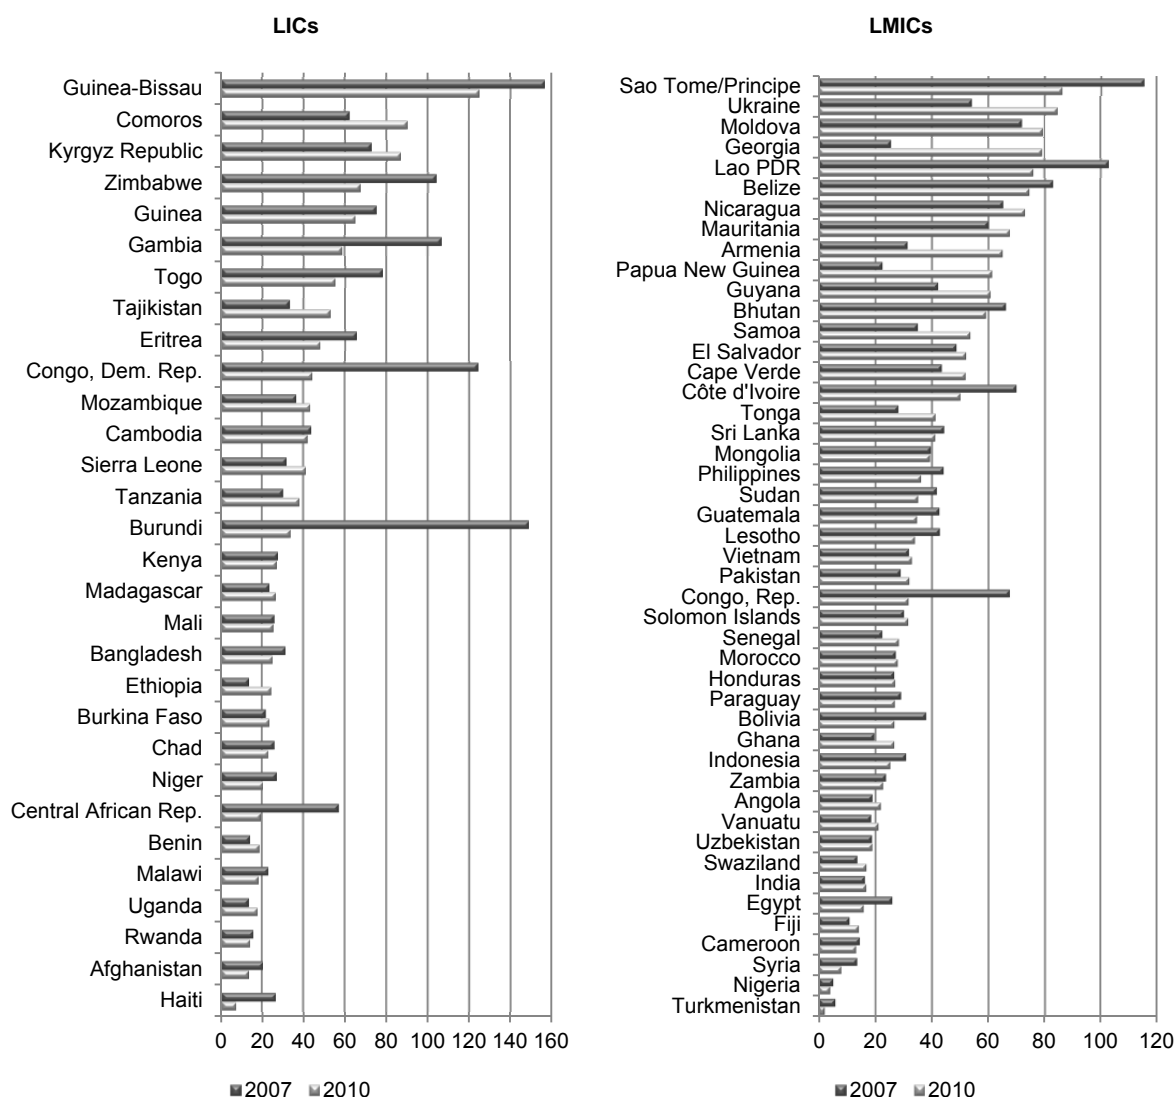 LICs
Guinea-Bissau
Comoros
Kyrgyz Republic
Zimbabwe
Guinea
Gambia
Togo
Tajikistan
Eritrea
Congo, Dem. Rep.
Mozambique
Cambodia
Sierra Leone
Tanzania
Burundi
Kenya
Madagascar
Mali
Bangladesh
Ethiopia
Burkina Faso
Chad
Niger
Central African Rep.
Benin
Malawi
Uganda
Rwanda
Afghanistan
Haiti
0 20 40 60 80 100 120 140 160
2007 2010
LMICs
Sao Tome/Principe
Ukraine
Moldova
Georgia
Lao PDR
Belize
Nicaragua
Mauritania
Armenia
Papua New Guinea
Guyana
Bhutan
Samoa
El Salvador
Cape Verde
Côte d'Ivoire
Tonga
Sri Lanka
Mongolia
Philippines
Sudan
Guatemala
Lesotho
Vietnam
Pakistan
Congo, Rep.
Solomon Islands
Senegal
Morocco
Honduras
Paraguay
Bolivia
Ghana
Indonesia
Zambia
Angola
Vanuatu
Uzbekistan
Swaziland
India
Egypt
Fiji
Cameroon
Syria
Nigeria
Turkmenistan
0 20 40 60 80 100 120
2007 2010